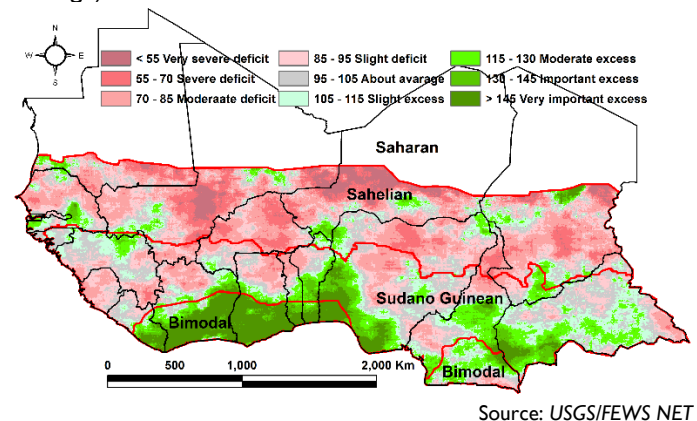 N
W E
S
< 55 Very severe deficit
55 - 70 Severe deficit
70 - 85 Moderaate deficit
85 - 95 Slight deficit
95 - 105 About avarage
105 - 115 Slight excess
115 - 130 Moderate excess
130 - 145 Important excess
> 145 Very important excess
Saharan
Sahelian
Sudano Guinean
Bimodal
Bimodal
0 500 1,000 2,000 Km
Source: USGS/FEWS NET